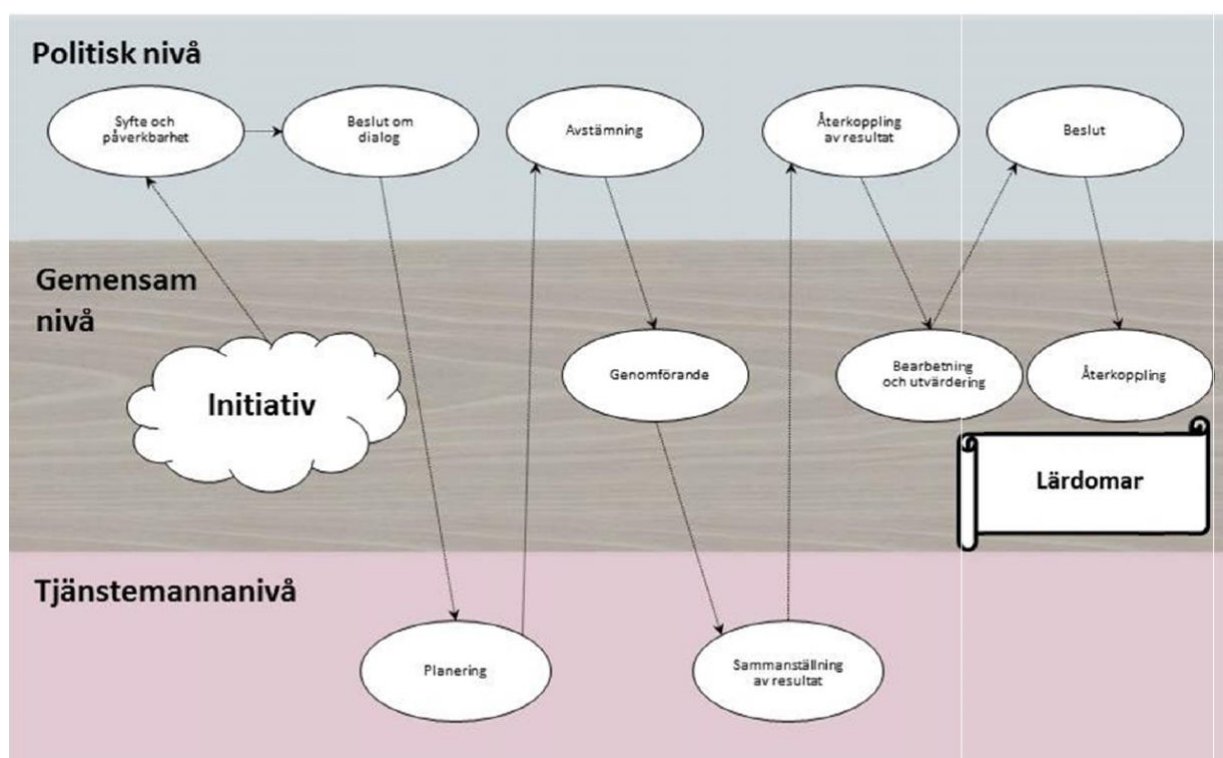 Politisk nivå
Syfte och
påverkbarhet
Beslut om
dialog
Avstämning
Återkoppling
av resultat
Beslut
Gemensam
nivå
Initiativ
Genomförande
Bearbetning
och utvärdering
Återkoppling
Lärdomar
Tjänstemannanivå
Planering
Sammanställning
av resultat